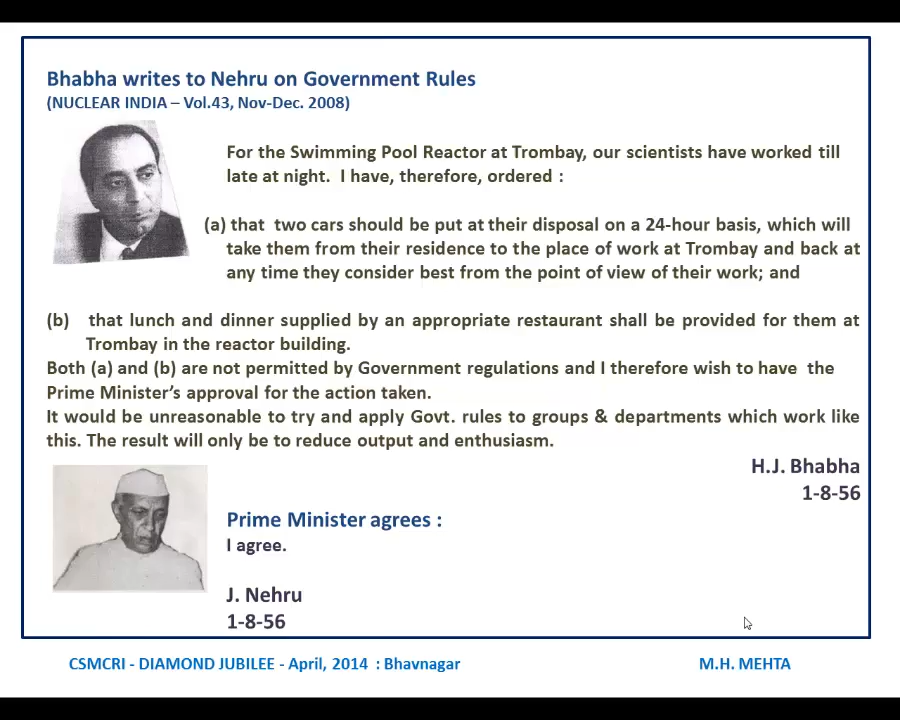 Bhabha writes to Nehru on Government Rules
(NUCLEAR INDIA – Vol.43, Nov-Dec. 2008)
For the Swimming Pool Reactor at Trombay, our scientists have worked till
late at night. I have, therefore, ordered :
(a) that two cars should be put at their disposal on a 24-hour basis, which will
take them from their residence to the place of work at Trombay and back at
any time they consider best from the point of view of their work; and
(b) that lunch and dinner supplied by an appropriate restaurant shall be provided for them at
Trombay in the reactor building.
Both (a) and (b) are not permitted by Government regulations and I therefore wish to have the
Prime Minister’s approval for the action taken.
It would be unreasonable to try and apply Govt. rules to groups & departments which work like
this. The result will only be to reduce output and enthusiasm.
H.J. Bhabha
1-8-56
Prime Minister agrees :
I agree.
J. Nehru
1-8-56
CSMCRI - DIAMOND JUBILEE - April, 2014 : Bhavnagar
M.H. MEHTA